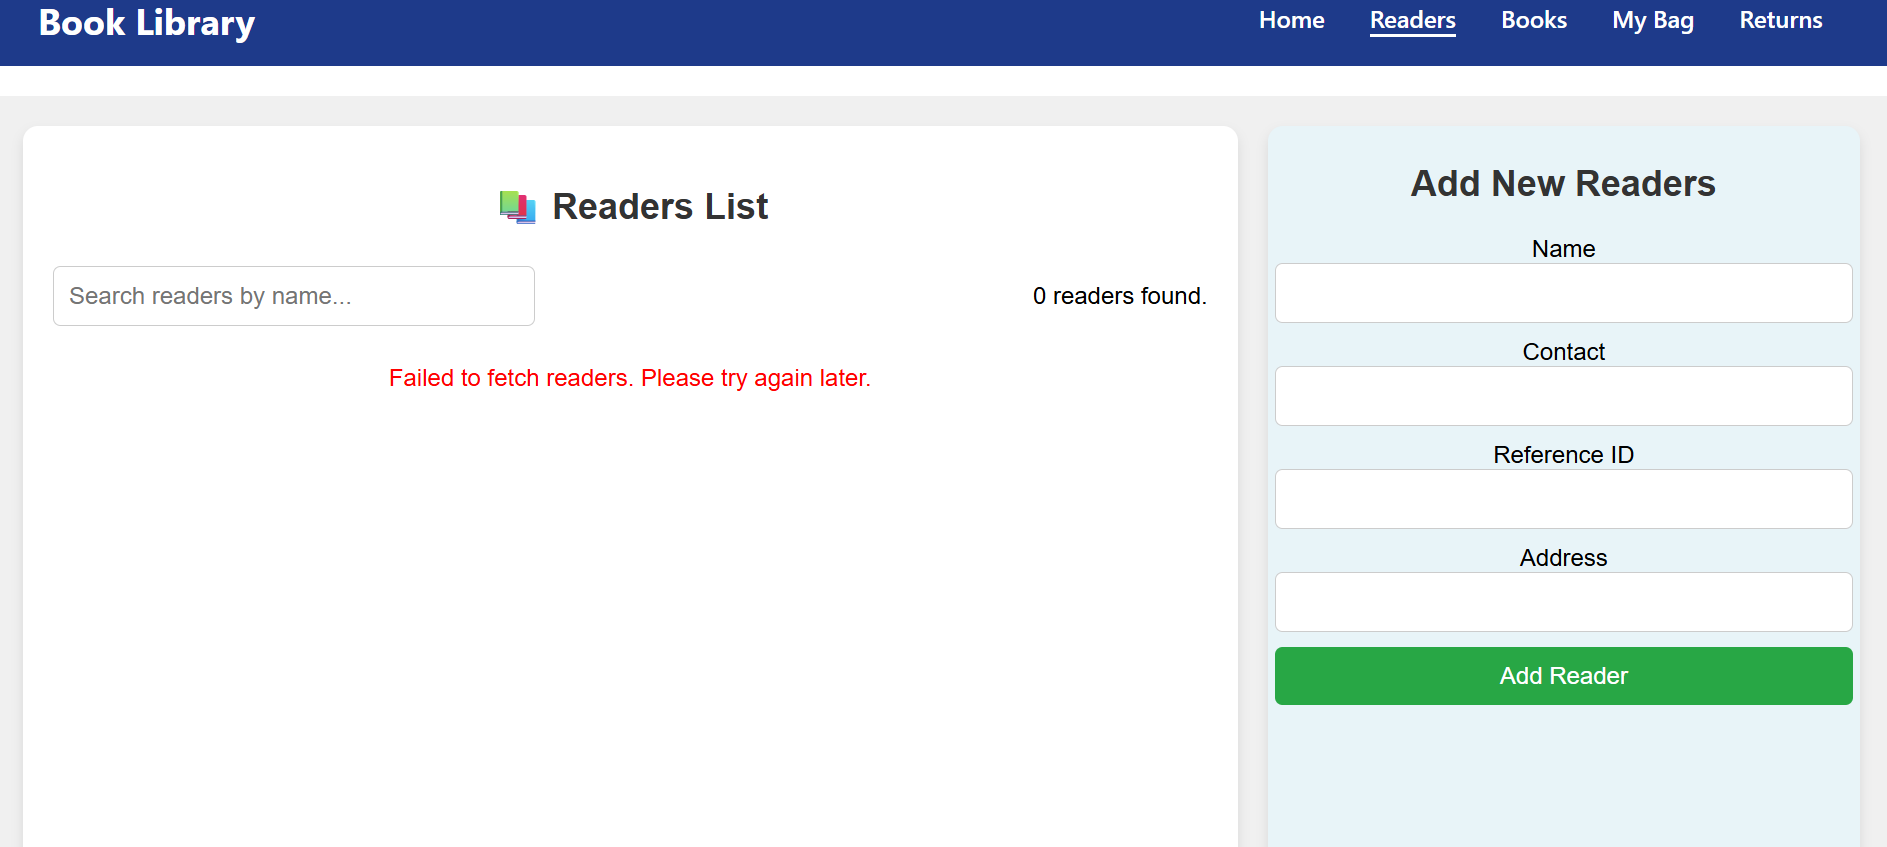 Book Library
Home Readers Books My Bag Returns
Readers List
Search readers by name...
0 readers found.
Failed to fetch readers. Please try again later.
Add New Readers
Name
Contact
Reference ID
Address
Add Reader